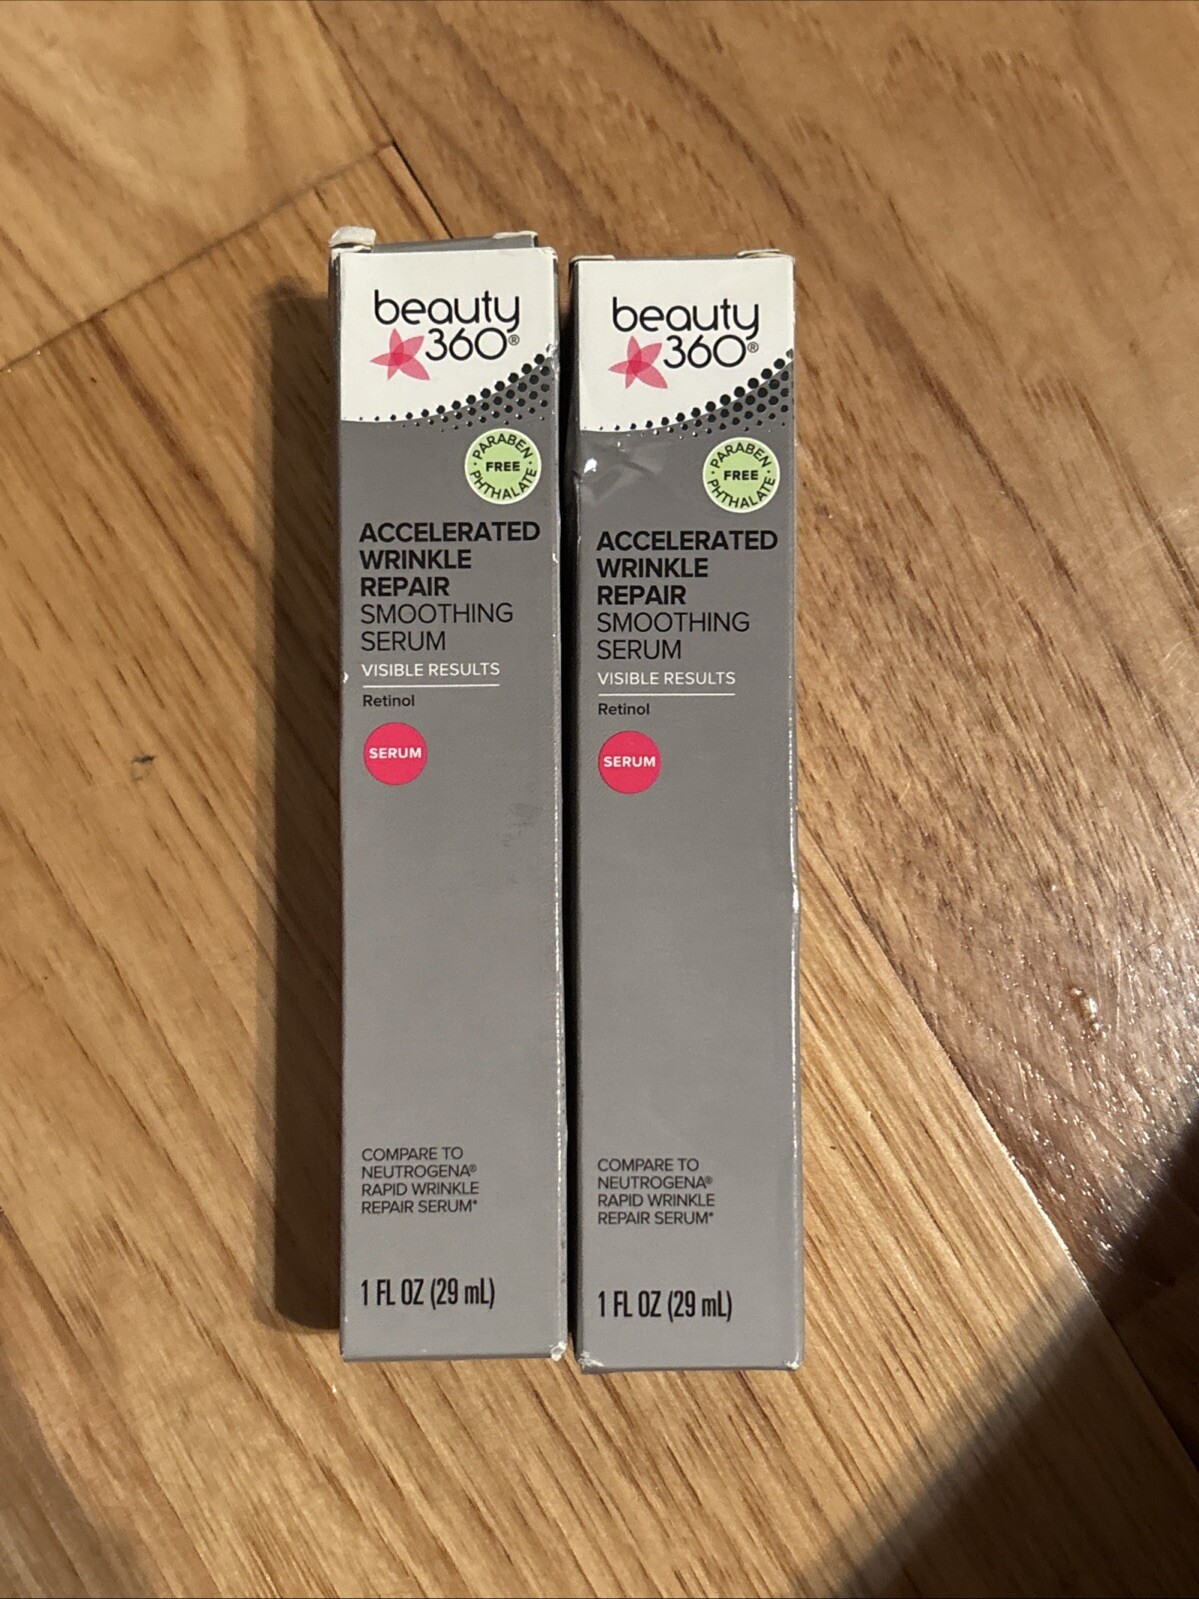 beauty
360®
PARABEN
FREE
PHTHALATE
ACCELERATED
WRINKLE
REPAIR
SMOOTHING
SERUM
VISIBLE RESULTS
Retinol
SERUM
COMPARE TO
NEUTROGENA®
RAPID WRINKLE
REPAIR SERUM*
1 FL OZ (29 mL)
beauty
360®
PARABEN
FREE
PHTHALATE
ACCELERATED
WRINKLE
REPAIR
SMOOTHING
SERUM
VISIBLE RESULTS
Retinol
SERUM
COMPARE TO
NEUTROGENA®
RAPID WRINKLE
REPAIR SERUM*
1 FL OZ (29 mL)